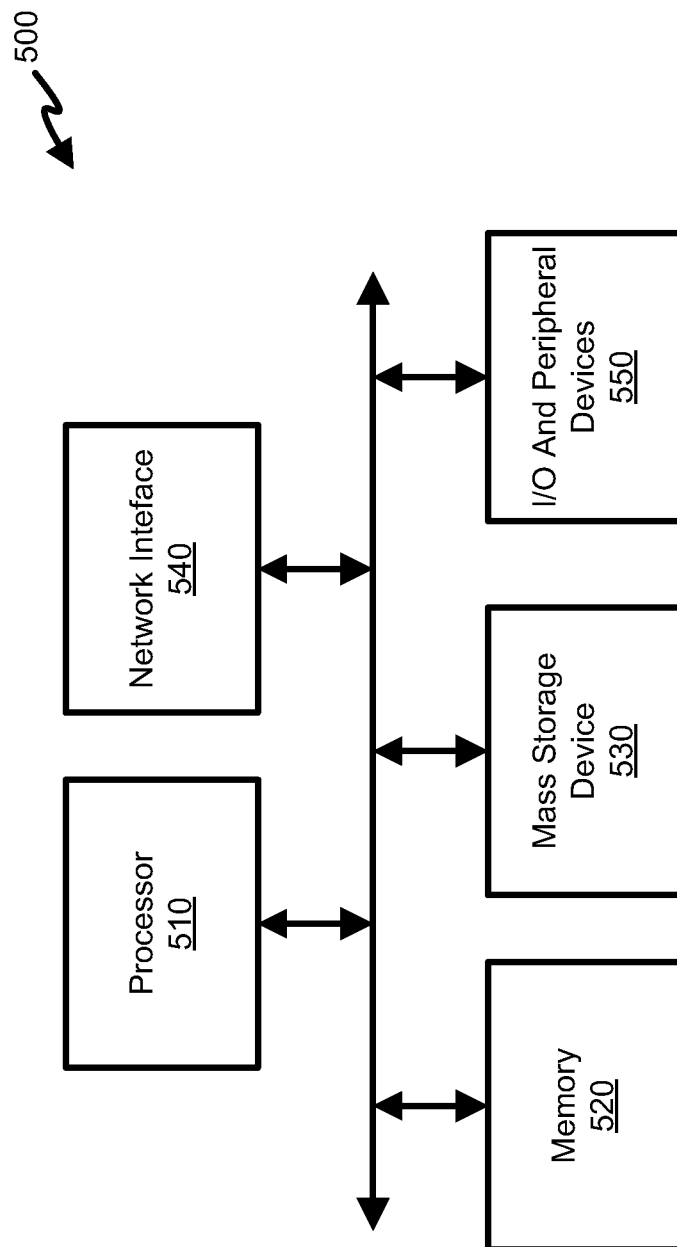 500
Processor
510
Network Inteface
540
Memory
520
Mass Storage
Device
530
I/O And Peripheral
Devices
550